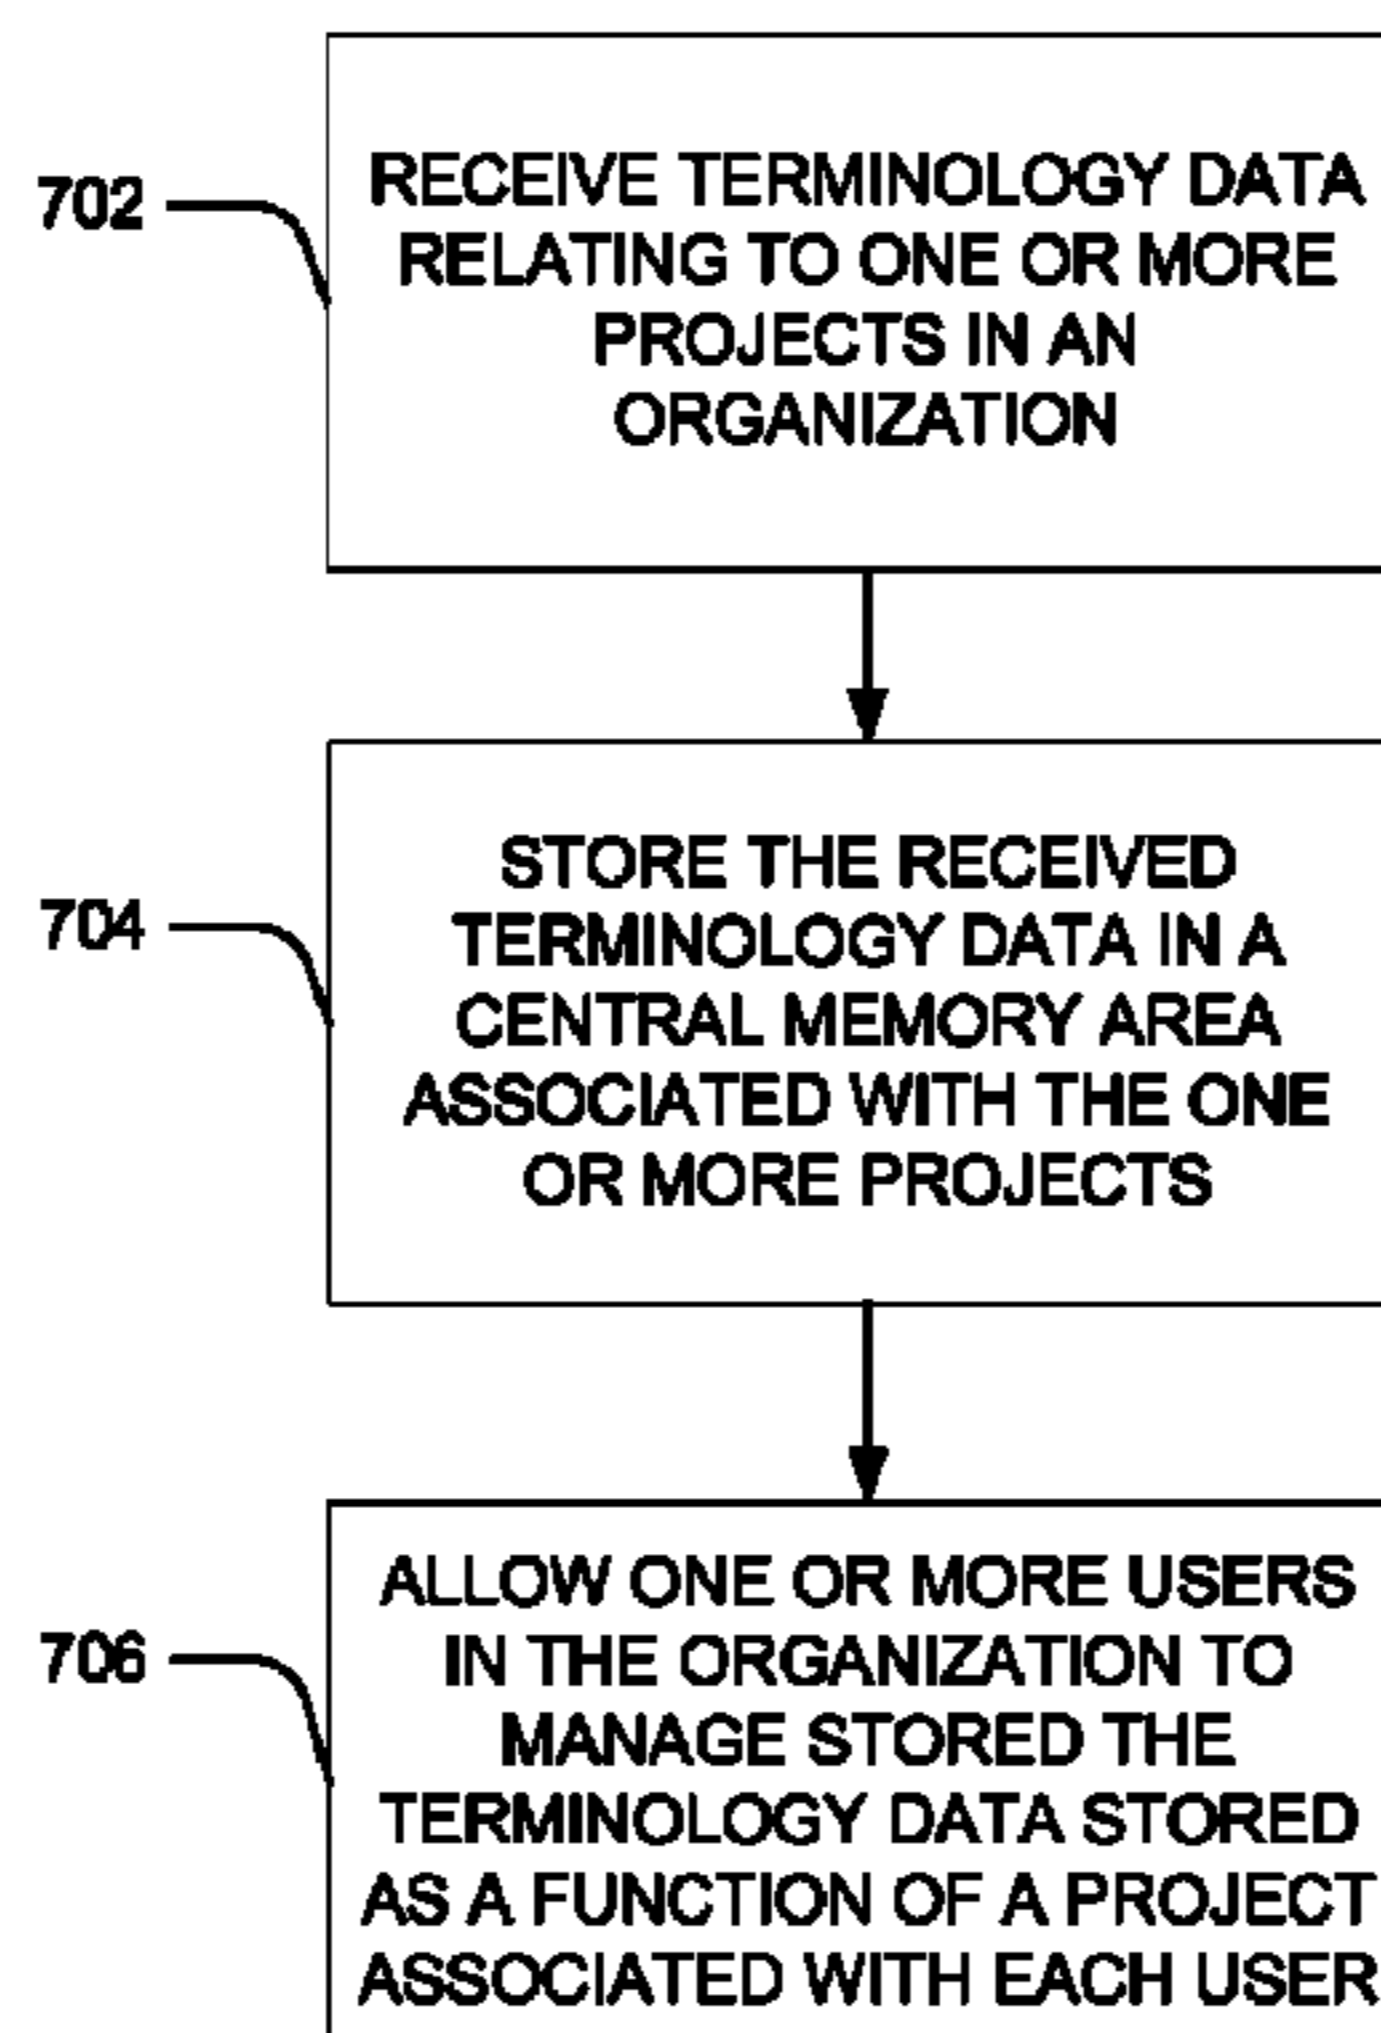 702
RECEIVE TERMINOLOGY DATA
RELATING TO ONE OR MORE
PROJECTS IN AN
ORGANIZATION
704
STORE THE RECEIVED
TERMINOLOGY DATA IN A
CENTRAL MEMORY AREA
ASSOCIATED WITH THE ONE
OR MORE PROJECTS
706
ALLOW ONE OR MORE USERS
IN THE ORGANIZATION TO
MANAGE STORED THE
TERMINOLOGY DATA STORED
AS A FUNCTION OF A PROJECT
ASSOCIATED WITH EACH USER